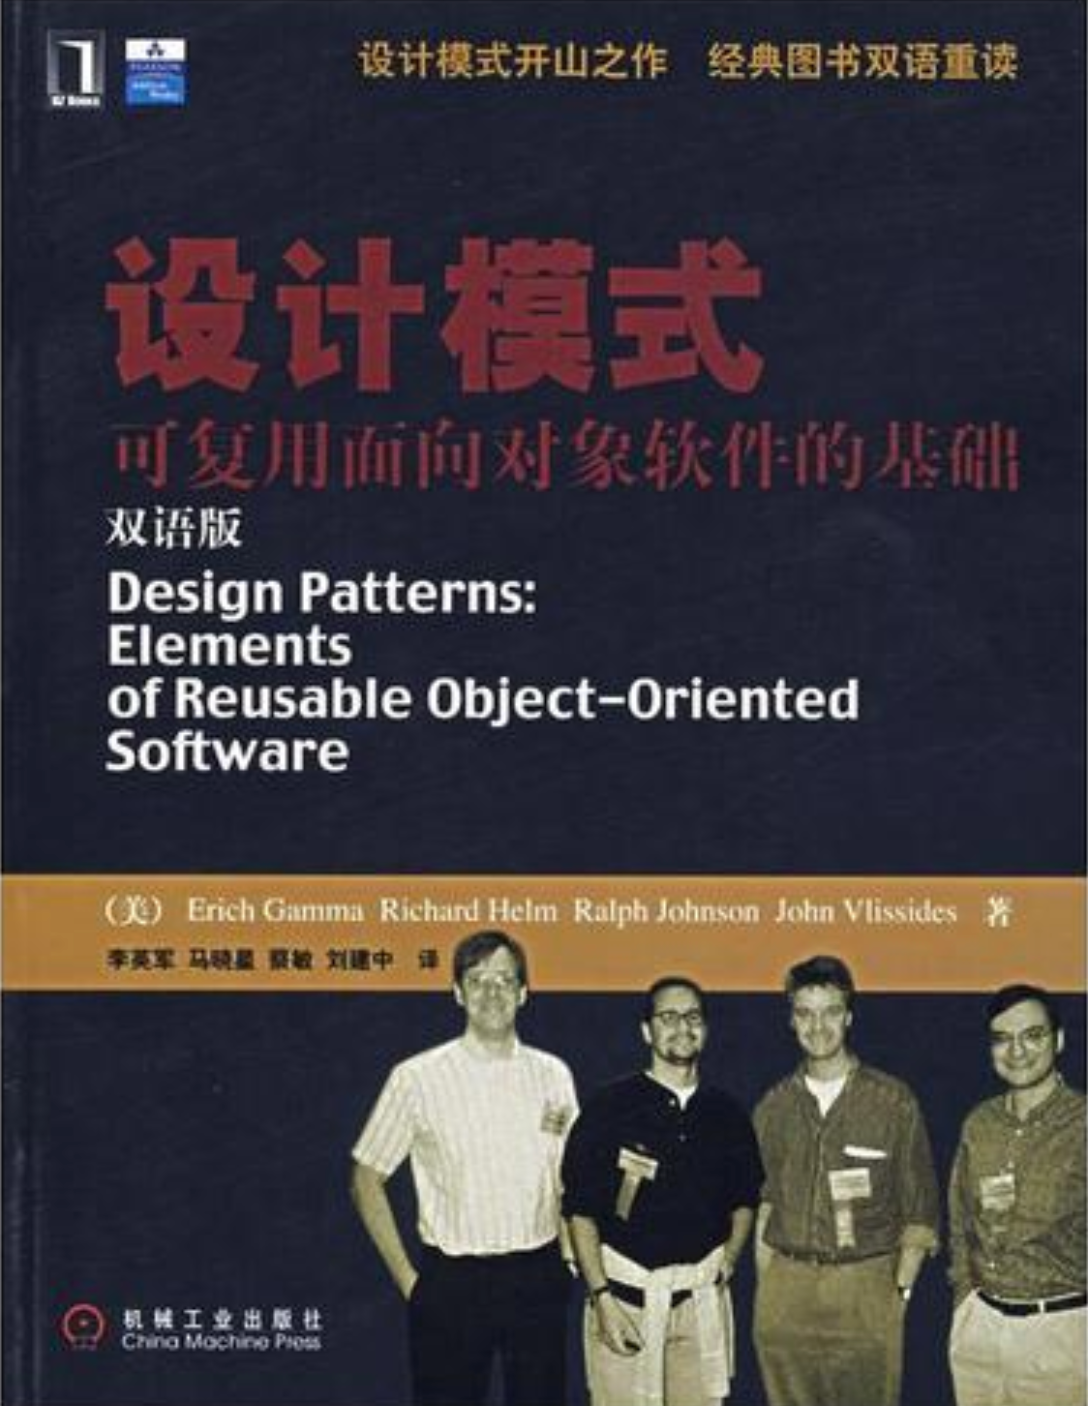 设计模式开山之作 经典图书双语重读
HZ Books
PEARSON
设计模式
可复用面向对象软件的基础
双语版
Design Patterns:
Elements
of Reusable Object-Oriented
Software
（美） Erich Gamma Richard Helm Ralph Johnson John Vlissides 著
李英军 马晓星 蔡敏 刘建中 译
机械工业出版社
China Machine Press